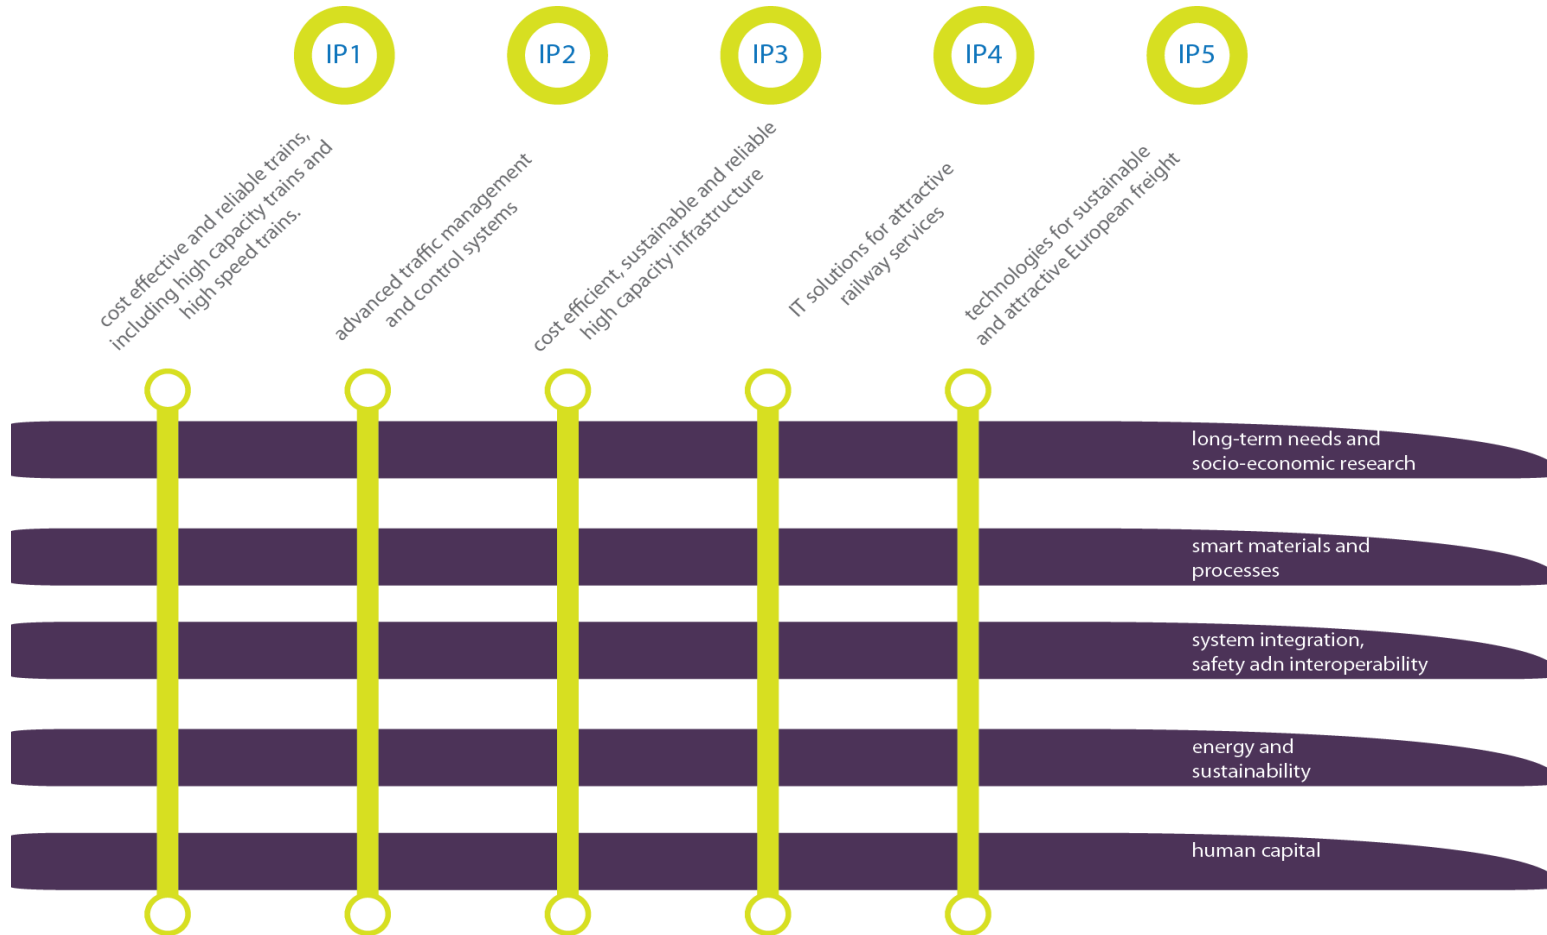 IP1
IP2
IP3
IP4
IP5
cost effective and reliable trains,
including high capacity trains and
high speed trains.
advanced traffic management
and control systems
cost efficient, sustainable and reliable
high capacity infrastructure
IT solutions for attractive
railway services
technologies for sustainable
and attractive European freight
long-term needs and
socio-economic research
smart materials and
processes
system integration,
safety adn interoperability
energy and
sustainability
human capital